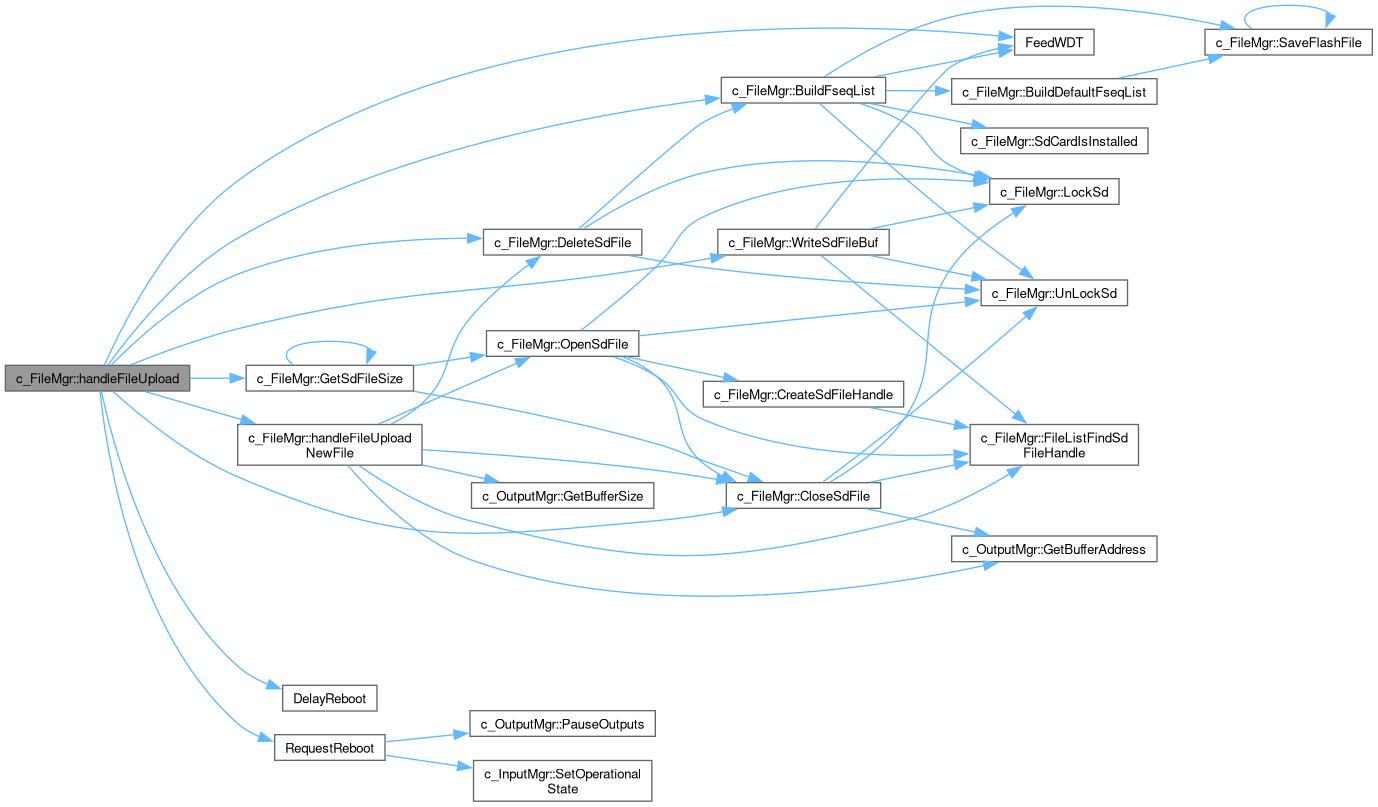 FeedWDT
c_FileMgr::SaveFlashFile
c_FileMgr::BuildFseqList
c_FileMgr::BuildDefaultFseqList
c_FileMgr::SdCardIsInstalled
c_FileMgr::LockSd
c_FileMgr::DeleteSdFile
c_FileMgr::WriteSdFileBuf
c_FileMgr::UnLockSd
c_FileMgr::OpenSdFile
c_FileMgr::handleFileUpload
c_FileMgr::GetSdFileSize
c_FileMgr::CreateSdFileHandle
c_FileMgr::handleFileUpload
NewFile
c_FileMgr::FileListFindSd
FileHandle
c_OutputMgr::GetBufferSize
c_FileMgr::CloseSdFile
c_OutputMgr::GetBufferAddress
DelayReboot
c_OutputMgr::PauseOutputs
RequestReboot
c_InputMgr::SetOperational
State